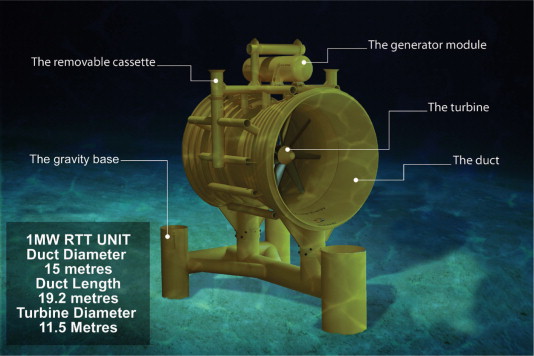 The generator module
The removable cassette
The turbine
The gravity base
The duct
1MW RTT UNIT
Duct Diameter
15 metres
Duct Length
19.2 metres
Turbine Diameter
11.5 Metres